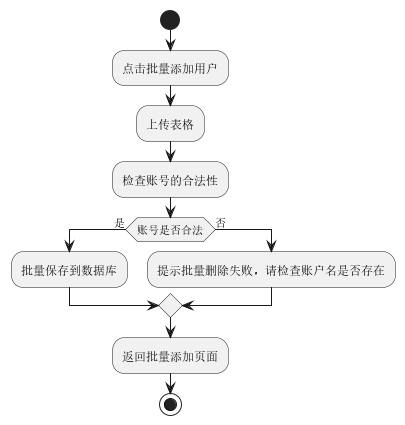 点击批量添加用户
上传表格
检查账号的合法性
是
账号是否合法
否
批量保存到数据库
提示批量删除失败，请检查账户名是否存在
返回批量添加页面